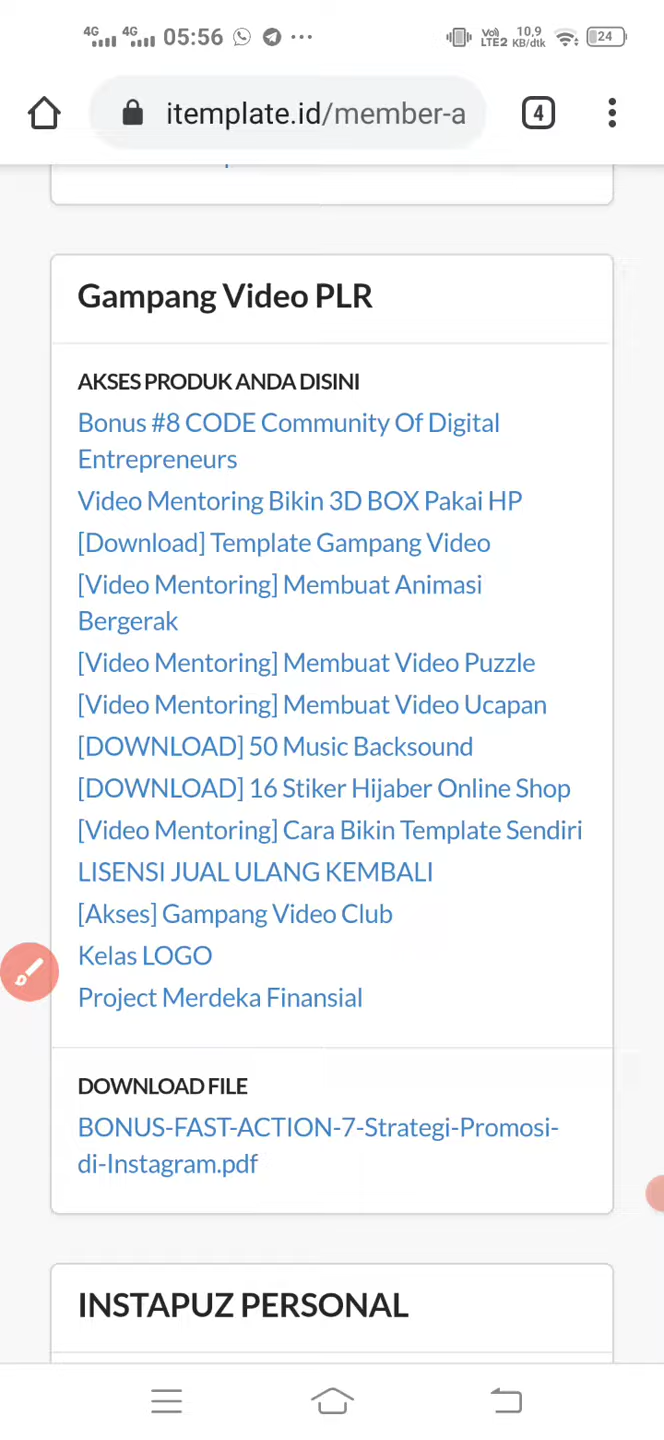 4G 4G 05:56 ... Vo) LTE2 10,9 KB/dtk 24
itemplate.id/member-a 4
Gampang Video PLR
AKSES PRODUK ANDA DISINI
Bonus #8 CODE Community Of Digital
Entrepreneurs
Video Mentoring Bikin 3D BOX Pakai HP
[Download] Template Gampang Video
[Video Mentoring] Membuat Animasi
Bergerak
[Video Mentoring] Membuat Video Puzzle
[Video Mentoring] Membuat Video Ucapan
[DOWNLOAD] 50 Music Backsound
[DOWNLOAD] 16 Stiker Hijaber Online Shop
[Video Mentoring] Cara Bikin Template Sendiri
LISENSI JUAL ULANG KEMBALI
[Akses] Gampang Video Club
Kelas LOGO
Project Merdeka Finansial
DOWNLOAD FILE
BONUS-FAST-ACTION-7-Strategi-Promosi-
di-Instagram.pdf
INSTAPUZ PERSONAL